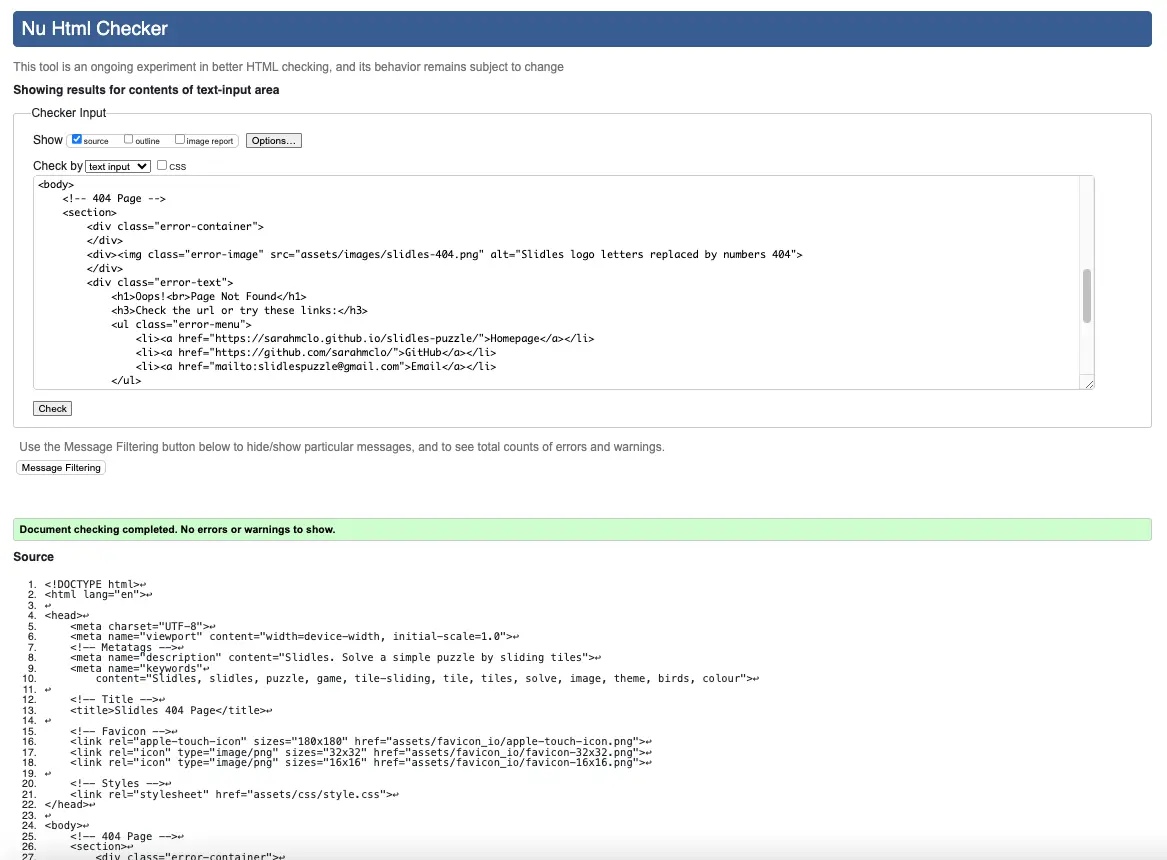 Nu Html Checker
This tool is an ongoing experiment in better HTML checking, and its behavior remains subject to change
Showing results for contents of text-input area
Checker Input
Show source outline image report Options...
Check by text input css
<body>
    <!-- 404 Page -->
    <section>
        <div class="error-container">
        </div>
        <div><img class="error-image" src="assets/images/slidles-404.png" alt="Slidles logo letters replaced by numbers 404">
        </div>
        <div class="error-text">
            <h1>Oops!<br>Page Not Found</h1>
            <h3>Check the url or try these links:</h3>
            <ul class="error-menu">
                <li><a href="https://sarahmclo.github.io/slidles-puzzle/">Homepage</a></li>
                <li><a href="https://github.com/sarahmclo/">GitHub</a></li>
                <li><a href="mailto:slidlespuzzle@gmail.com">Email</a></li>
            </ul>
Check
Use the Message Filtering button below to hide/show particular messages, and to see total counts of errors and warnings.
Message Filtering
Document checking completed. No errors or warnings to show.
Source
1. <!DOCTYPE html>↩
2. <html lang="en">↩
3. ↩
4. <head>↩
5.     <meta charset="UTF-8">↩
6.     <meta name="viewport" content="width=device-width, initial-scale=1.0">↩
7.     <!-- Metatags -->↩
8.     <meta name="description" content="Slidles. Solve a simple puzzle by sliding tiles">↩
9.     <meta name="keywords"↩
10.         content="Slidles, slidles, puzzle, game, tile-sliding, tile, tiles, solve, image, theme, birds, colour">↩
11. ↩
12.     <!-- Title -->↩
13.     <title>Slidles 404 Page</title>↩
14. ↩
15.     <!-- Favicon -->↩
16.     <link rel="apple-touch-icon" sizes="180x180" href="assets/favicon_io/apple-touch-icon.png">↩
17.     <link rel="icon" type="image/png" sizes="32x32" href="assets/favicon_io/favicon-32x32.png">↩
18.     <link rel="icon" type="image/png" sizes="16x16" href="assets/favicon_io/favicon-16x16.png">↩
19. ↩
20.     <!-- Styles -->↩
21.     <link rel="stylesheet" href="assets/css/style.css">↩
22. </head>↩
23. ↩
24. <body>↩
25.     <!-- 404 Page -->↩
26.     <section>↩
27.         <div class="error-container">↩